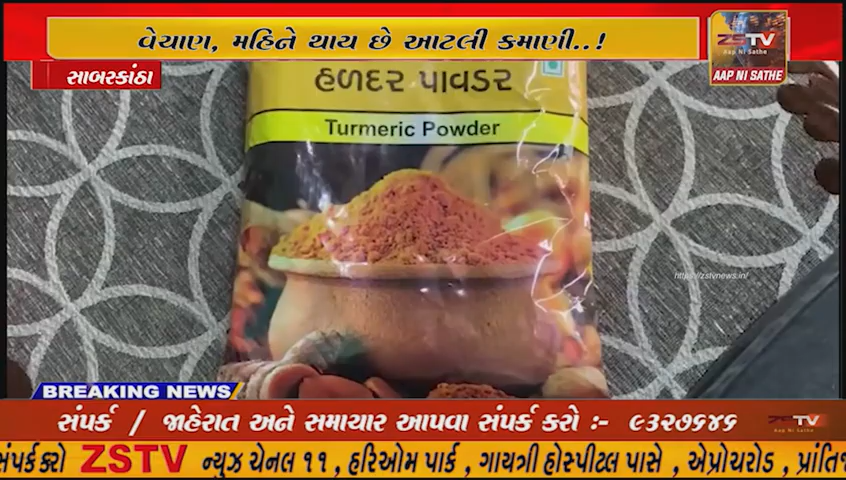 વેચાણ, મહિને થાય છે આટલી કમાણી..!
ZSTV
Aap Ni Sathe
AAP NI SATHE
સાબરકાંઠા
હળદર પાવડર
Turmeric Powder
https://zstvnews.in/
BREAKING NEWS
સંપર્ક / જાહેરાત અને સમાચાર આપવા સંપર્ક કરો :- ૯૩૨૭૬૪૬
ZSTV
Aap Ni Sathe
સંપર્ક કરો ZSTV ન્યુઝ ચેનલ ૧૧ , હરિઓમ પાર્ક , ગાયત્રી હોસ્પીટલ પાસે , એપ્રોચરોડ , પ્રાંતિજ